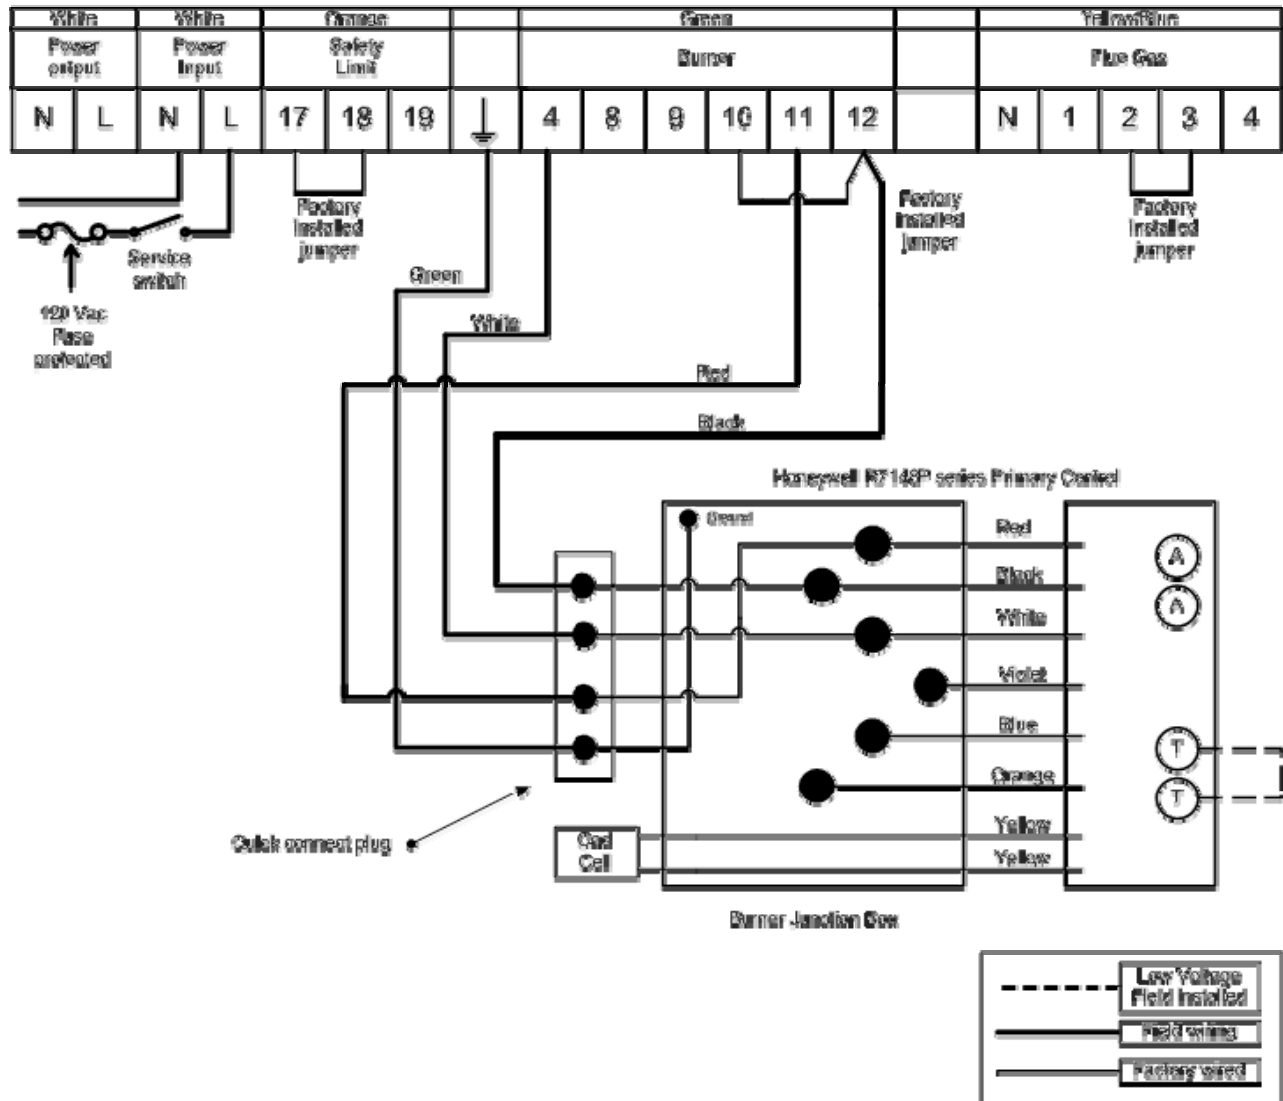 White White Orange Green Yellow/Blue
Power output
Power Input
Safety Limit
Burner
Flue Gas
N L N L 17 18 19 4 8 9 10 11 12 N 1 2 3 4
Factory
installed
jumper
Factory
installed
jumper
Factory
installed
jumper
Service
switch
120 Vac
Fuse
protected
Green
White
Red
Black
Honeywell R7148P series Primary Control
Ground
Red
Black
White
Violet
Blue
Orange
Yellow
Yellow
A
A
T
T
Quick connect plug
Cad
Cell
Burner Junction Box
Low Voltage
Field Installed
Field wiring
Factory wired